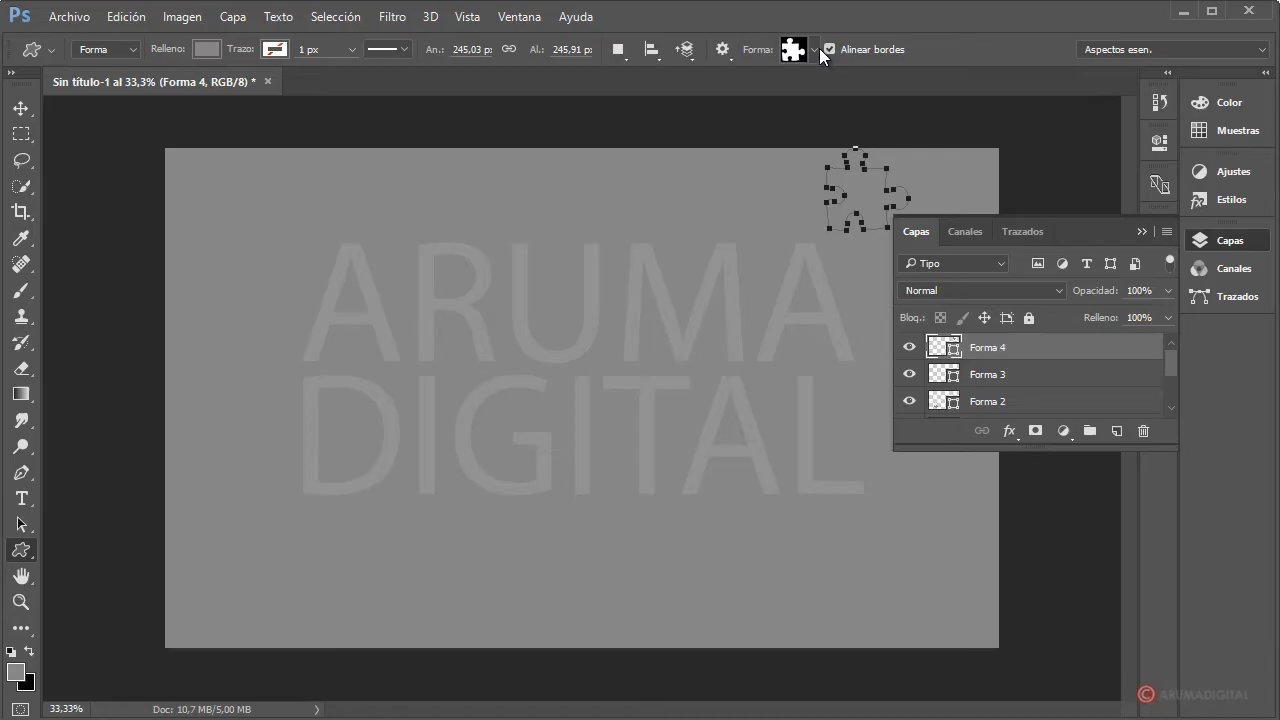 Ps Archivo Edición Imagen Capa Texto Selección Filtro 3D Vista Ventana Ayuda
Forma Relleno: Trazo: 1 px An.: 245,03 px Al.: 245,91 px Forma: Alinear bordes Aspectos esen.
Sin título-1 al 33,3% (Forma 4, RGB/8) * ×
ARUMA
DIGITAL
Color
Muestras
Ajustes
Estilos
Capas
Canales
Trazados
Capas Canales Trazados
Tipo
Normal Opacidad: 100%
Bloq.: Relleno: 100%
Forma 4
Forma 3
Forma 2
fx
© ARUMADIGITAL
33,33% Doc: 10,7 MB/5,00 MB